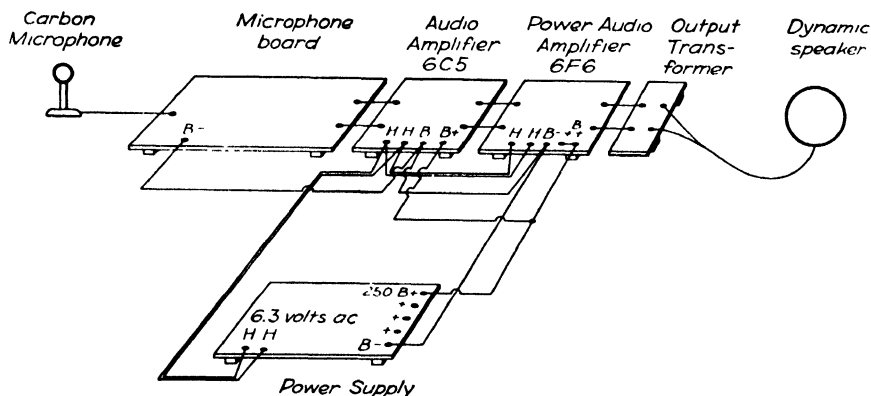 Carbon
Microphone
Microphone
board
Audio
Amplifier
6C5
Power Audio
Amplifier
6F6
Output
Trans-
former
Dynamic
speaker
B-
H H B B+
H H B- + +
B
250 B+
+
+
+
6.3 volts ac
H H
B-
Power Supply